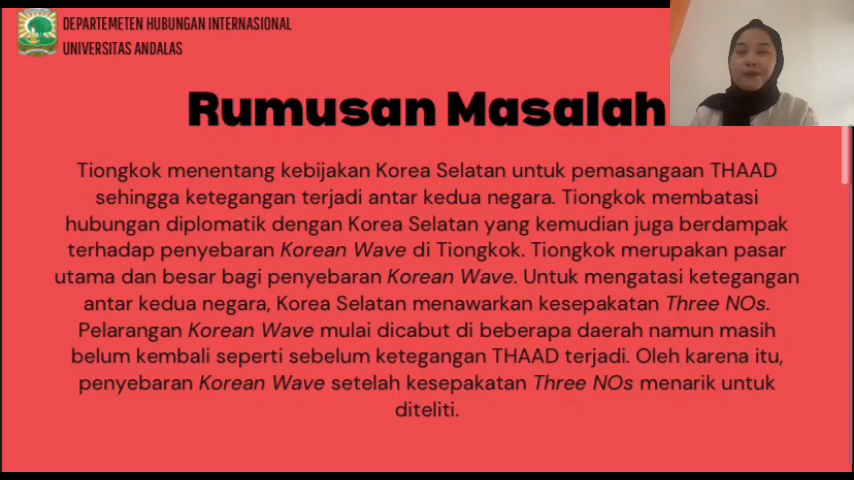 DEPARTEMETEN HUBUNGAN INTERNASIONAL
UNIVERSITAS ANDALAS
Rumusan Masalah
Tiongkok menentang kebijakan Korea Selatan untuk pemasangaan THAAD
sehingga ketegangan terjadi antar kedua negara. Tiongkok membatasi
hubungan diplomatik dengan Korea Selatan yang kemudian juga berdampak
terhadap penyebaran Korean Wave di Tiongkok. Tiongkok merupakan pasar
utama dan besar bagi penyebaran Korean Wave. Untuk mengatasi ketegangan
antar kedua negara, Korea Selatan menawarkan kesepakatan Three NOs.
Pelarangan Korean Wave mulai dicabut di beberapa daerah namun masih
belum kembali seperti sebelum ketegangan THAAD terjadi. Oleh karena itu,
penyebaran Korean Wave setelah kesepakatan Three NOs menarik untuk
diteliti.